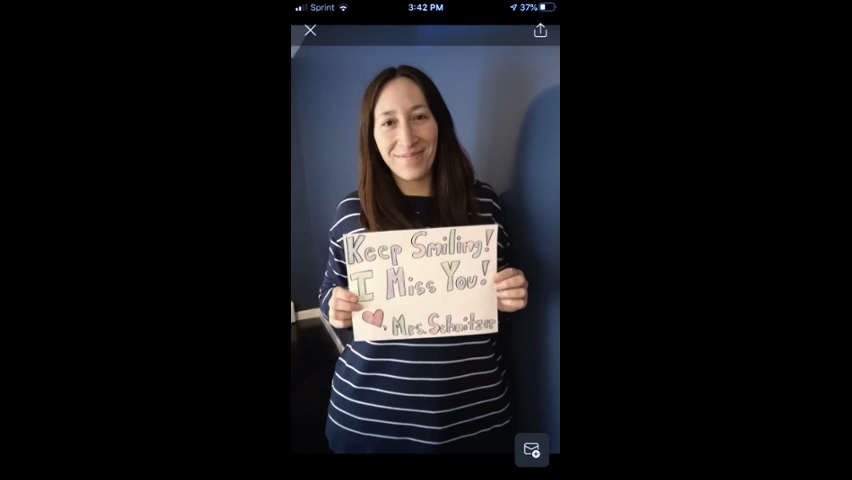 Sprint 3:42 PM 37%
Keep Smiling!
I Miss You!
Mrs. Schnitzer